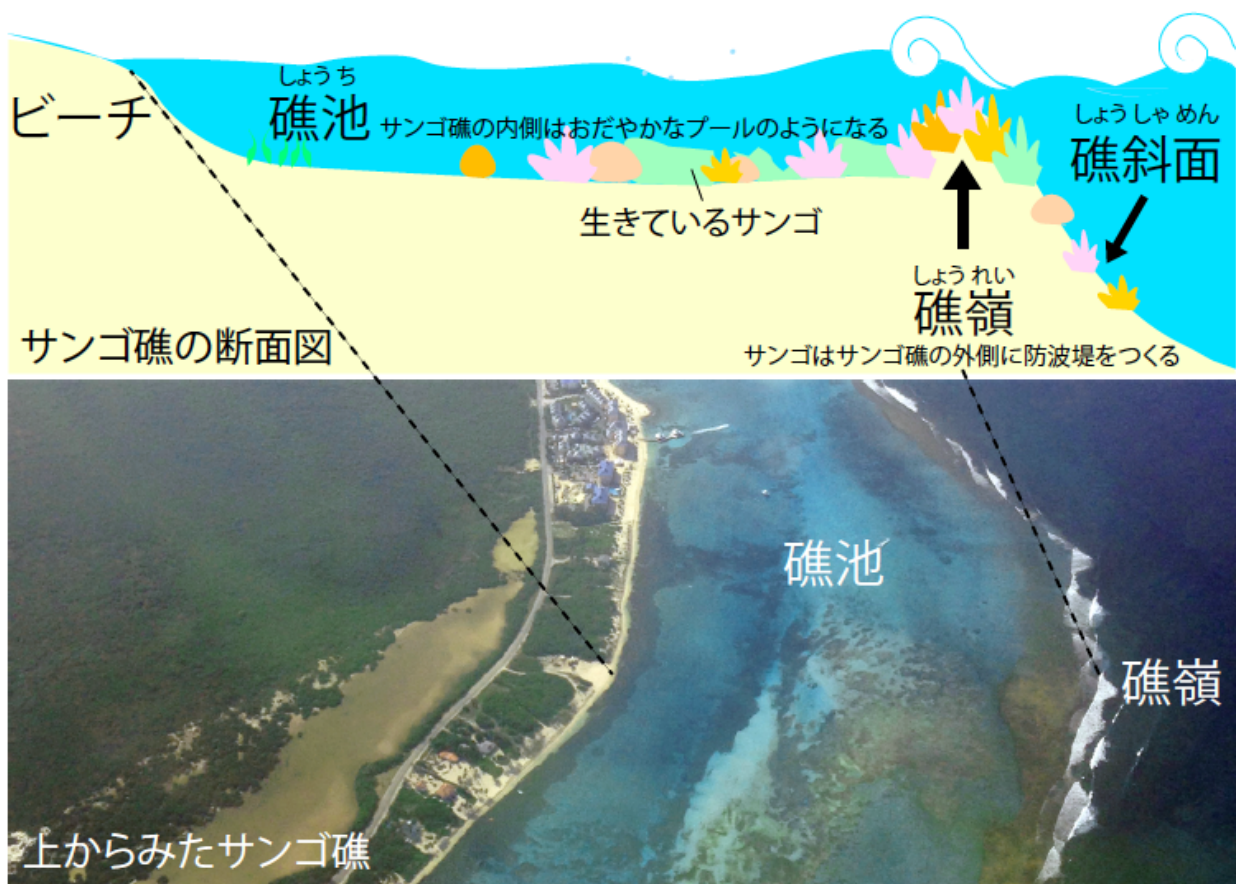 しょうち
礁池 サンゴ礁の内側はおだやかなプールのようになる
ビーチ
しょうしゃめん
礁斜面
生きているサンゴ
しょうれい
礁嶺
サンゴはサンゴ礁の外側に防波堤をつくる
サンゴ礁の断面図
礁池
礁嶺
上からみたサンゴ礁